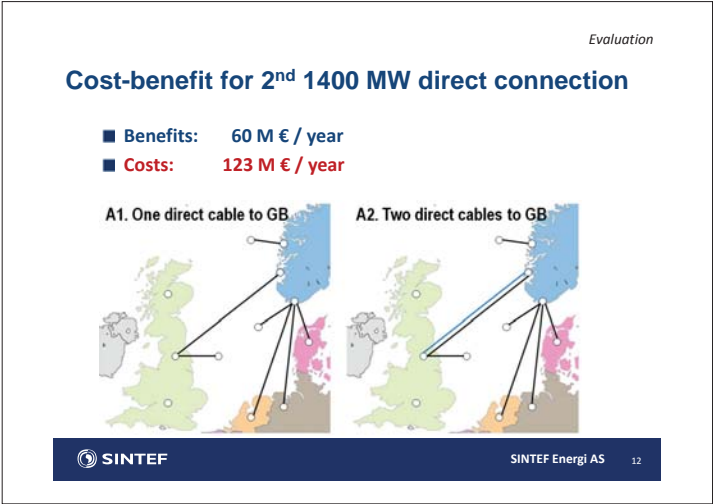 Evaluation
Cost-benefit for 2nd 1400 MW direct connection
Benefits: 60 M € / year
Costs: 123 M € / year
A1. One direct cable to GB
A2. Two direct cables to GB
SINTEF
SINTEF Energi AS
12